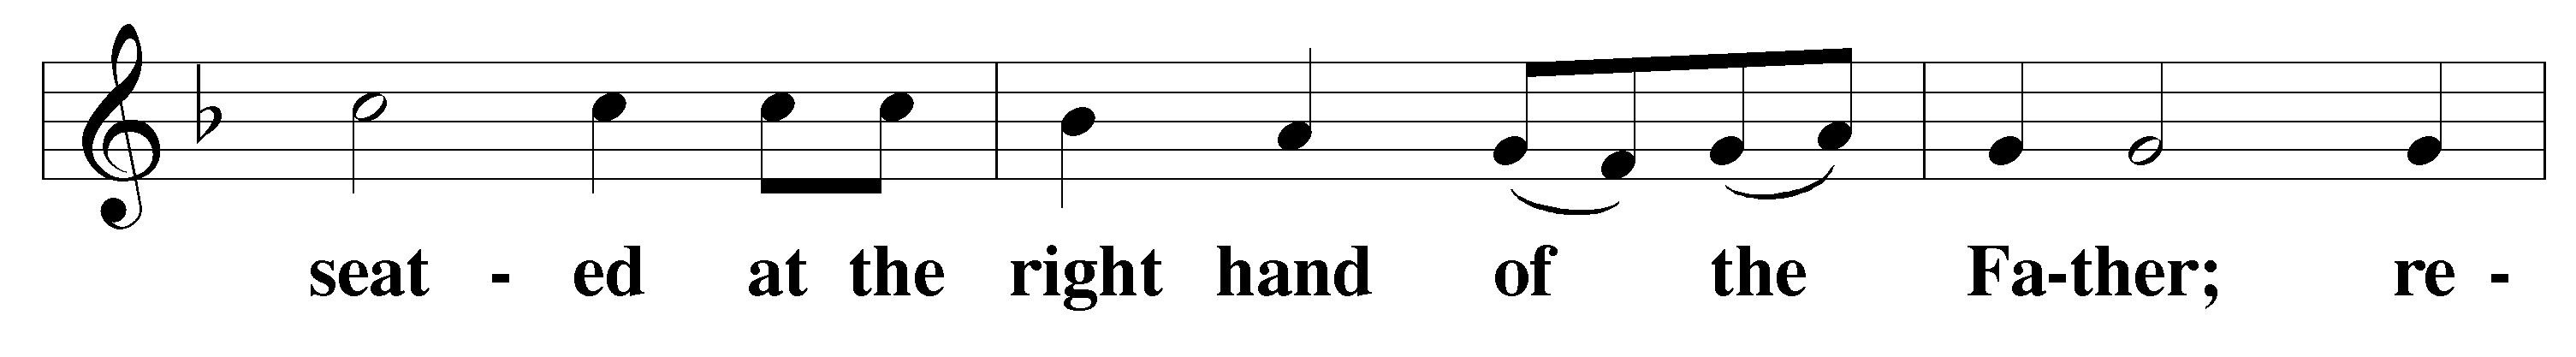 seat - ed at the right hand of the Fa-ther; re -